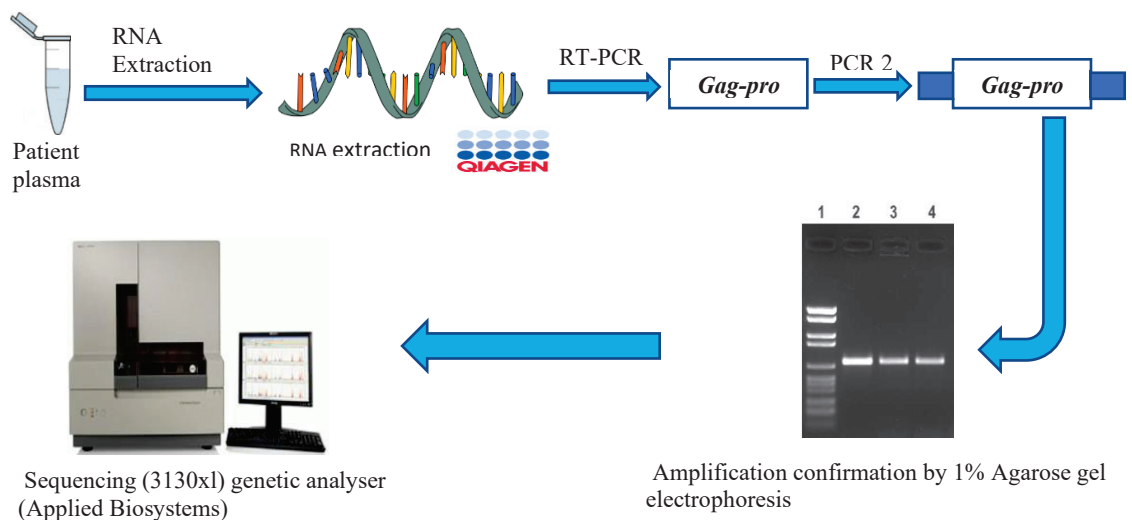 RNA
Extraction
RT-PCR
Gag-pro
PCR 2
Gag-pro
Patient
plasma
RNA extraction
QIAGEN
1 2 3 4
Sequencing (3130xl) genetic analyser
(Applied Biosystems)
Amplification confirmation by 1% Agarose gel
electrophoresis